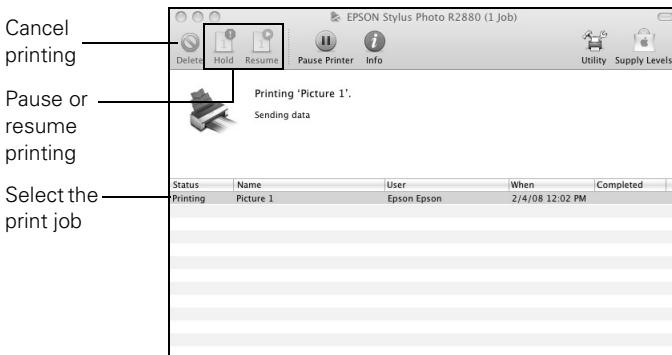 Cancel
printing
Pause or
resume
printing
Select the
print job
EPSON Stylus Photo R2880 (1 Job)
Delete Hold Resume Pause Printer Info Utility Supply Levels
Printing 'Picture 1'.
Sending data
Status Name User When Completed
Printing Picture 1 Epson Epson 2/4/08 12:02 PM